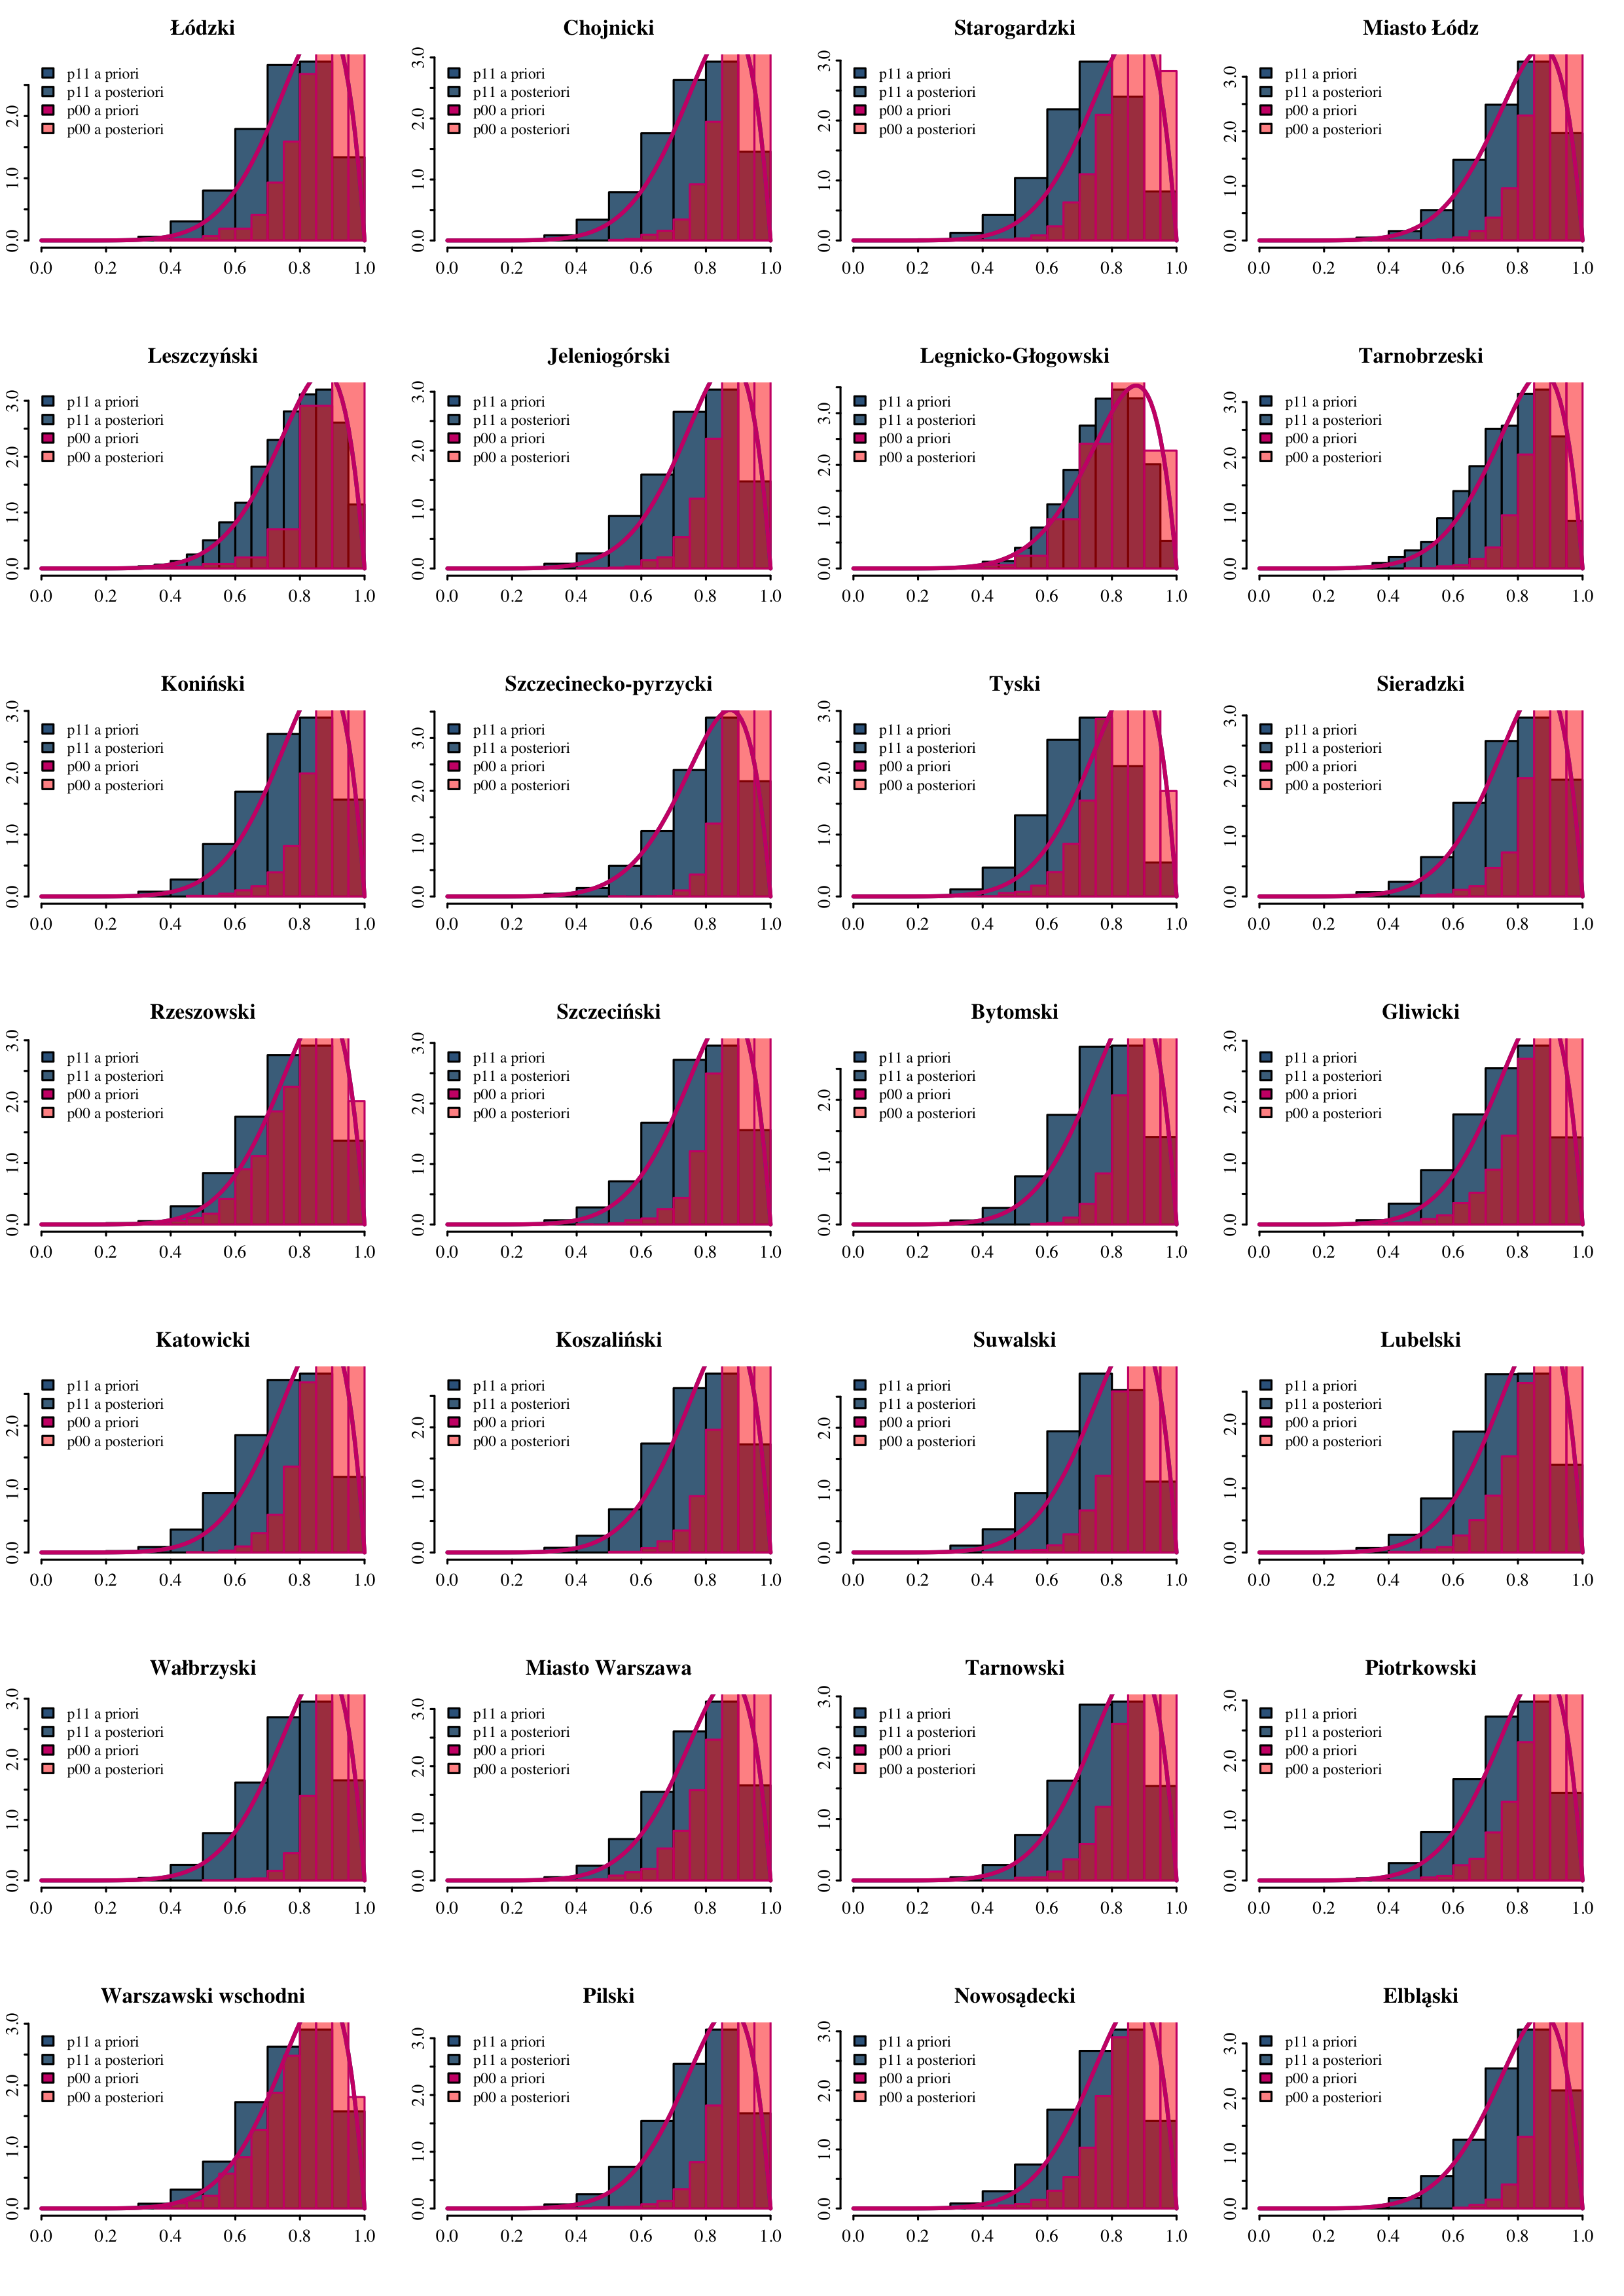 Łódzki
0.0 1.0 2.0
p11 a priori
p11 a posteriori
p00 a priori
p00 a posteriori
0.0 0.2 0.4 0.6 0.8 1.0
Chojnicki
0.0 1.0 2.0 3.0
p11 a priori
p11 a posteriori
p00 a priori
p00 a posteriori
0.0 0.2 0.4 0.6 0.8 1.0
Starogardzki
0.0 1.0 2.0 3.0
p11 a priori
p11 a posteriori
p00 a priori
p00 a posteriori
0.0 0.2 0.4 0.6 0.8 1.0
Miasto Łódz
0.0 1.0 2.0 3.0
p11 a priori
p11 a posteriori
p00 a priori
p00 a posteriori
0.0 0.2 0.4 0.6 0.8 1.0
Leszczyński
0.0 1.0 2.0 3.0
p11 a priori
p11 a posteriori
p00 a priori
p00 a posteriori
0.0 0.2 0.4 0.6 0.8 1.0
Jeleniogórski
0.0 1.0 2.0 3.0
p11 a priori
p11 a posteriori
p00 a priori
p00 a posteriori
0.0 0.2 0.4 0.6 0.8 1.0
Legnicko-Głogowski
0.0 1.0 2.0 3.0
p11 a priori
p11 a posteriori
p00 a priori
p00 a posteriori
0.0 0.2 0.4 0.6 0.8 1.0
Tarnobrzeski
0.0 1.0 2.0 3.0
p11 a priori
p11 a posteriori
p00 a priori
p00 a posteriori
0.0 0.2 0.4 0.6 0.8 1.0
Koniński
0.0 1.0 2.0 3.0
p11 a priori
p11 a posteriori
p00 a priori
p00 a posteriori
0.0 0.2 0.4 0.6 0.8 1.0
Szczecinecko-pyrzycki
0.0 1.0 2.0 3.0
p11 a priori
p11 a posteriori
p00 a priori
p00 a posteriori
0.0 0.2 0.4 0.6 0.8 1.0
Tyski
0.0 1.0 2.0 3.0
p11 a priori
p11 a posteriori
p00 a priori
p00 a posteriori
0.0 0.2 0.4 0.6 0.8 1.0
Sieradzki
0.0 1.0 2.0 3.0
p11 a priori
p11 a posteriori
p00 a priori
p00 a posteriori
0.0 0.2 0.4 0.6 0.8 1.0
Rzeszowski
0.0 1.0 2.0 3.0
p11 a priori
p11 a posteriori
p00 a priori
p00 a posteriori
0.0 0.2 0.4 0.6 0.8 1.0
Szczeciński
0.0 1.0 2.0 3.0
p11 a priori
p11 a posteriori
p00 a priori
p00 a posteriori
0.0 0.2 0.4 0.6 0.8 1.0
Bytomski
0.0 1.0 2.0
p11 a priori
p11 a posteriori
p00 a priori
p00 a posteriori
0.0 0.2 0.4 0.6 0.8 1.0
Gliwicki
0.0 1.0 2.0 3.0
p11 a priori
p11 a posteriori
p00 a priori
p00 a posteriori
0.0 0.2 0.4 0.6 0.8 1.0
Katowicki
0.0 1.0 2.0
p11 a priori
p11 a posteriori
p00 a priori
p00 a posteriori
0.0 0.2 0.4 0.6 0.8 1.0
Koszaliński
0.0 1.0 2.0
p11 a priori
p11 a posteriori
p00 a priori
p00 a posteriori
0.0 0.2 0.4 0.6 0.8 1.0
Suwalski
0.0 1.0 2.0
p11 a priori
p11 a posteriori
p00 a priori
p00 a posteriori
0.0 0.2 0.4 0.6 0.8 1.0
Lubelski
0.0 1.0 2.0
p11 a priori
p11 a posteriori
p00 a priori
p00 a posteriori
0.0 0.2 0.4 0.6 0.8 1.0
Wałbrzyski
0.0 1.0 2.0 3.0
p11 a priori
p11 a posteriori
p00 a priori
p00 a posteriori
0.0 0.2 0.4 0.6 0.8 1.0
Miasto Warszawa
0.0 1.0 2.0 3.0
p11 a priori
p11 a posteriori
p00 a priori
p00 a posteriori
0.0 0.2 0.4 0.6 0.8 1.0
Tarnowski
0.0 1.0 2.0 3.0
p11 a priori
p11 a posteriori
p00 a priori
p00 a posteriori
0.0 0.2 0.4 0.6 0.8 1.0
Piotrkowski
0.0 1.0 2.0 3.0
p11 a priori
p11 a posteriori
p00 a priori
p00 a posteriori
0.0 0.2 0.4 0.6 0.8 1.0
Warszawski wschodni
0.0 1.0 2.0 3.0
p11 a priori
p11 a posteriori
p00 a priori
p00 a posteriori
0.0 0.2 0.4 0.6 0.8 1.0
Pilski
0.0 1.0 2.0 3.0
p11 a priori
p11 a posteriori
p00 a priori
p00 a posteriori
0.0 0.2 0.4 0.6 0.8 1.0
Nowosądecki
0.0 1.0 2.0 3.0
p11 a priori
p11 a posteriori
p00 a priori
p00 a posteriori
0.0 0.2 0.4 0.6 0.8 1.0
Elbląski
0.0 1.0 2.0 3.0
p11 a priori
p11 a posteriori
p00 a priori
p00 a posteriori
0.0 0.2 0.4 0.6 0.8 1.0